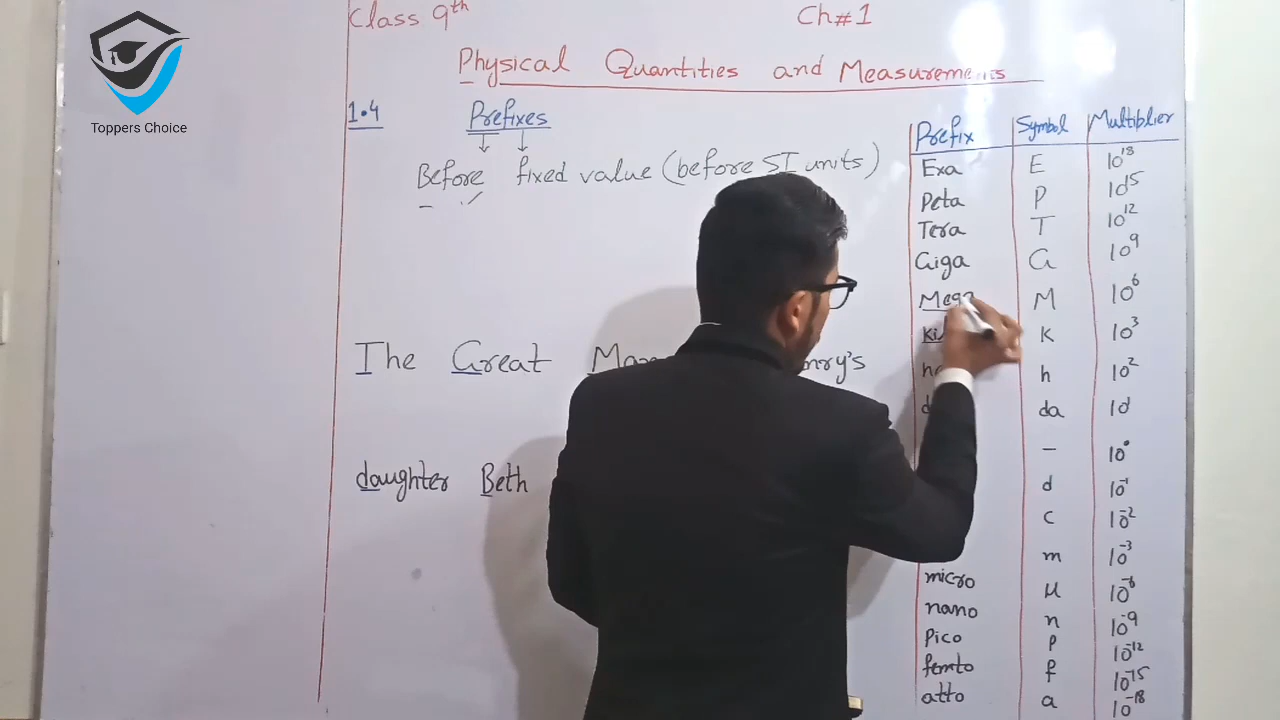 Class 9th Ch#1
Physical Quantities and Measurements
Toppers Choice
1.4 Prefixes
Before fixed value (before SI units)
The Great
daughter Beth
Prefix Symbol Multiplier
Exa E 10^18
Peta P 10^15
Tera T 10^12
Giga G 10^9
Mega M 10^6
k 10^3
h 10^2
da 10^1
– 10^0
d 10^-1
c 10^-2
m 10^-3
micro μ 10^-6
nano n 10^-9
Pico p 10^-12
femto f 10^-15
atto a 10^-18